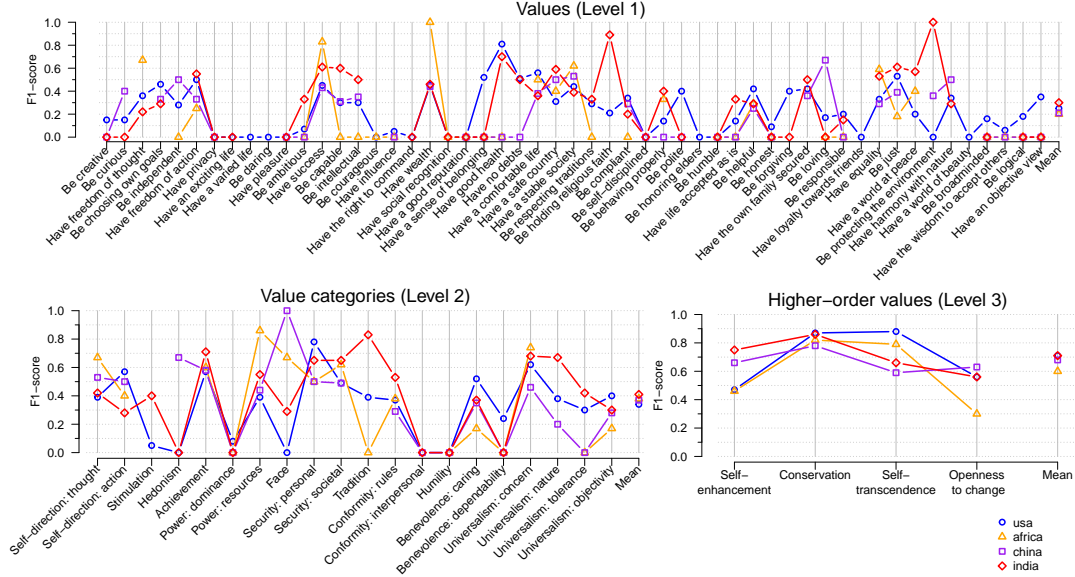 Values (Level 1)
F1−score
1.0
0.8
0.6
0.4
0.2
0.0
Be creative
Be curious
Have freedom of thought
Be choosing own goals
Be independent
Have freedom of action
Have privacy
Have an exciting life
Have a varied life
Be daring
Have pleasure
Be ambitious
Have success
Be capable
Be intellectual
Be courageous
Have influence
Have the right to command
Have wealth
Have social recognition
Have a good reputation
Have a sense of belonging
Have good health
Have no debts
Have a comfortable life
Have a safe country
Have a stable society
Be respecting traditions
Be holding religious faith
Be compliant
Be self−disciplined
Be behaving properly
Be polite
Be honoring elders
Be humble
Have life accepted as is
Be helpful
Be honest
Be forgiving
Have the own family secured
Be loving
Be responsible
Have loyalty towards friends
Have equality
Be just
Have a world at peace
Be protecting the environment
Have harmony with nature
Have a world of beauty
Be broadminded
Have the wisdom to accept others
Be logical
Have an objective view
Mean
Value categories (Level 2)
F1−score
1.0
0.8
0.6
0.4
0.2
0.0
Self−direction: thought
Self−direction: action
Stimulation
Hedonism
Achievement
Power: dominance
Power: resources
Face
Security: personal
Security: societal
Tradition
Conformity: rules
Conformity: interpersonal
Humility
Benevolence: caring
Benevolence: dependability
Universalism: concern
Universalism: nature
Universalism: tolerance
Universalism: objectivity
Mean
Higher−order values (Level 3)
F1−score
1.0
0.8
0.6
0.4
0.2
0.0
Self−
enhancement
Conservation
Self−
transcendence
Openness
to change
Mean
usa
africa
china
india